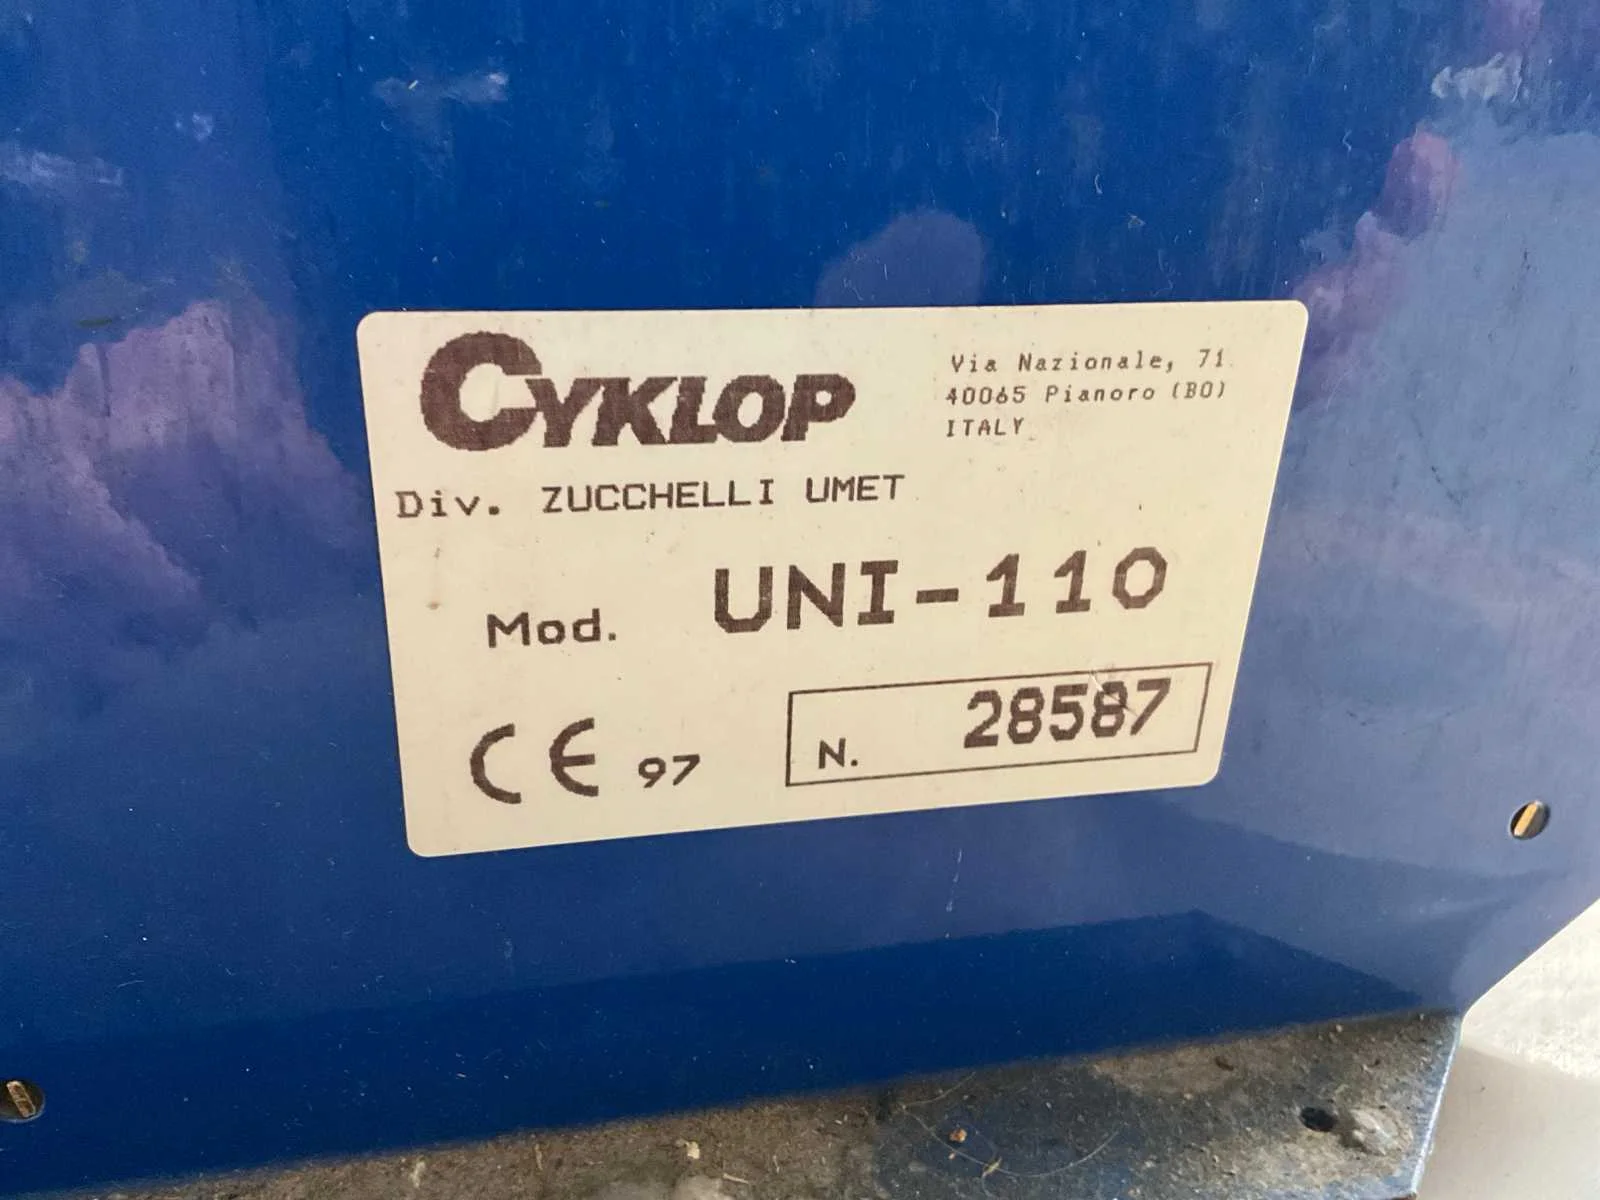 CYKLOP
Via Nazionale, 71
40065 Pianoro (BO)
ITALY
Div. ZUCCHELLI UMET
Mod. UNI-110
CE 97
N. 28587